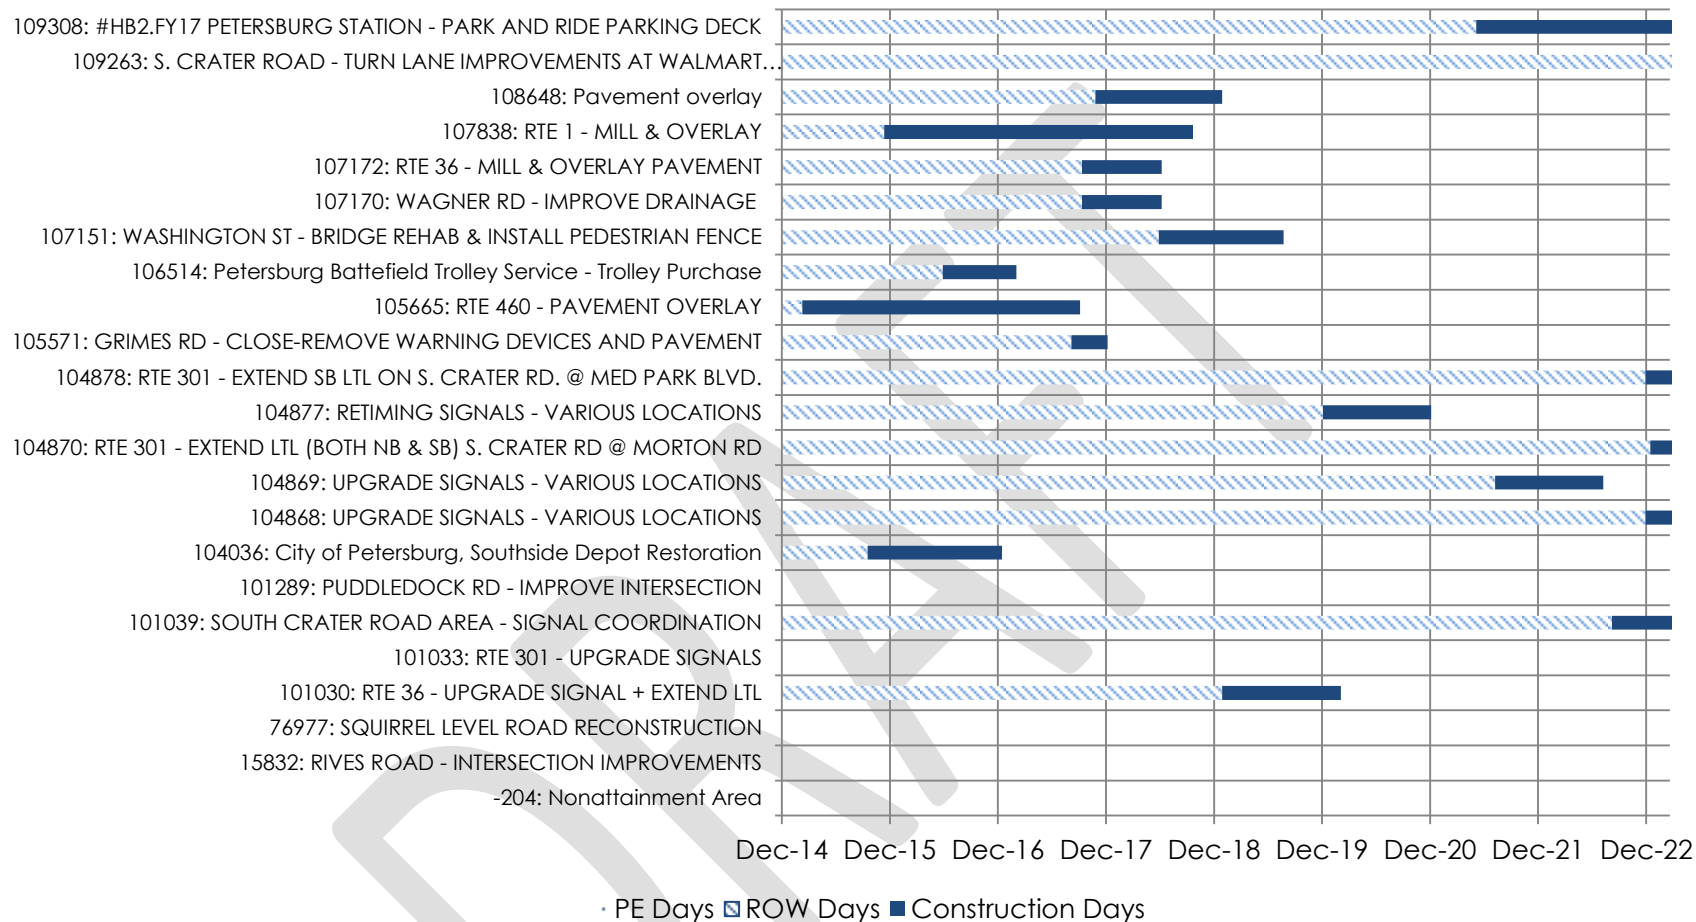 109308: #HB2.FY17 PETERSBURG STATION - PARK AND RIDE PARKING DECK
109263: S. CRATER ROAD - TURN LANE IMPROVEMENTS AT WALMART…
108648: Pavement overlay
107838: RTE 1 - MILL & OVERLAY
107172: RTE 36 - MILL & OVERLAY PAVEMENT
107170: WAGNER RD - IMPROVE DRAINAGE
107151: WASHINGTON ST - BRIDGE REHAB & INSTALL PEDESTRIAN FENCE
106514: Petersburg Battefield Trolley Service - Trolley Purchase
105665: RTE 460 - PAVEMENT OVERLAY
105571: GRIMES RD - CLOSE-REMOVE WARNING DEVICES AND PAVEMENT
104878: RTE 301 - EXTEND SB LTL ON S. CRATER RD. @ MED PARK BLVD.
104877: RETIMING SIGNALS - VARIOUS LOCATIONS
104870: RTE 301 - EXTEND LTL (BOTH NB & SB) S. CRATER RD @ MORTON RD
104869: UPGRADE SIGNALS - VARIOUS LOCATIONS
104868: UPGRADE SIGNALS - VARIOUS LOCATIONS
104036: City of Petersburg, Southside Depot Restoration
101289: PUDDLEDOCK RD - IMPROVE INTERSECTION
101039: SOUTH CRATER ROAD AREA - SIGNAL COORDINATION
101033: RTE 301 - UPGRADE SIGNALS
101030: RTE 36 - UPGRADE SIGNAL + EXTEND LTL
76977: SQUIRREL LEVEL ROAD RECONSTRUCTION
15832: RIVES ROAD - INTERSECTION IMPROVEMENTS
-204: Nonattainment Area
Dec-14 Dec-15 Dec-16 Dec-17 Dec-18 Dec-19 Dec-20 Dec-21 Dec-22
PE Days ROW Days Construction Days
DRAFT